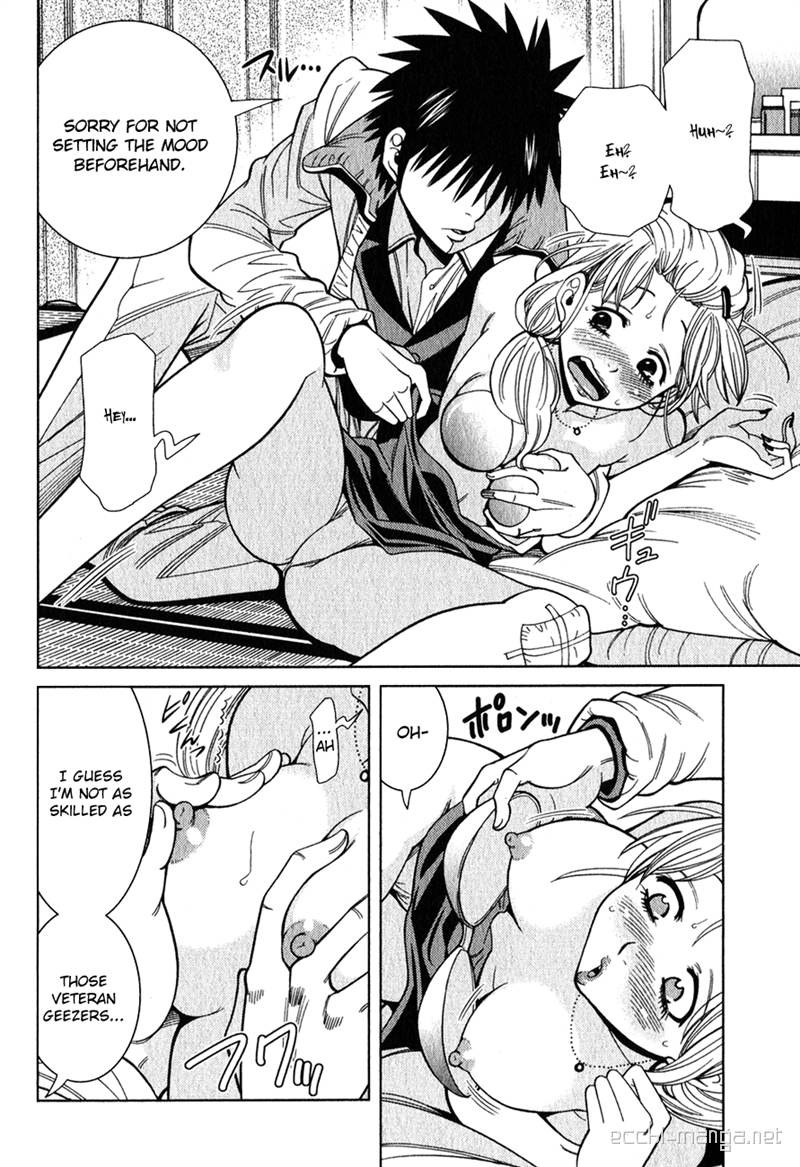 HUH~?
EH?
EH~?
スル…
SORRY FOR NOT
SETTING THE MOOD
BEFOREHAND.
HEY...
ギュウ…
OH-
ポロンッ
...
AH
I GUESS
I'M NOT AS
SKILLED AS
THOSE
VETERAN
GEEZERS...
フワッ
ecchi-manga.net